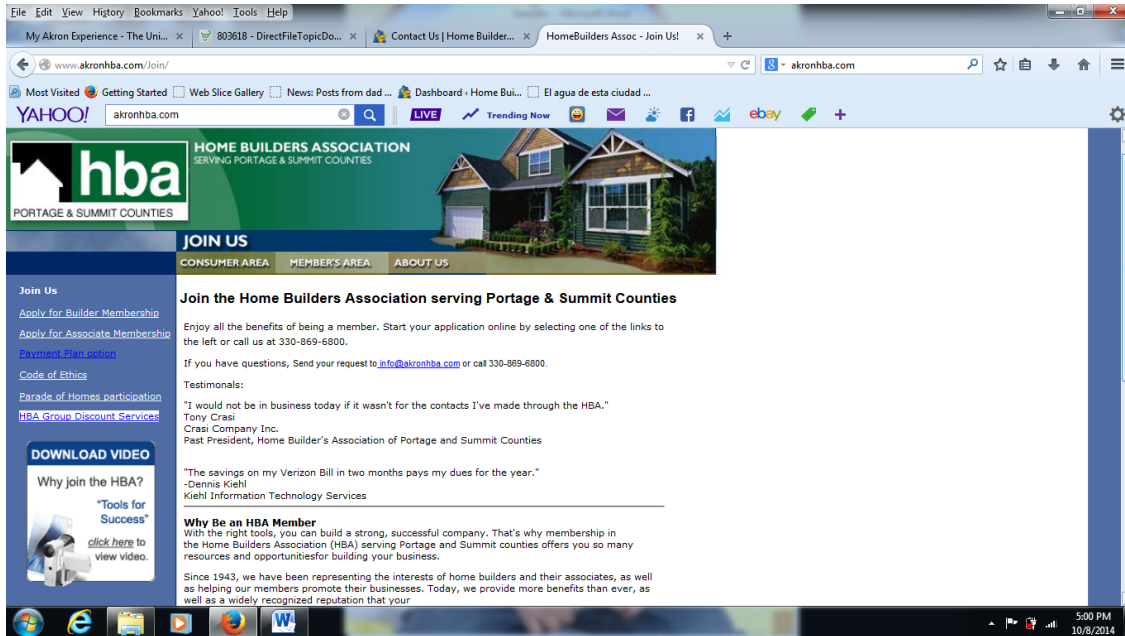 File Edit View History Bookmarks Yahoo! Tools Help
My Akron Experience - The Uni... × 803618 - DirectFileTopicDo... × Contact Us | Home Builder... × HomeBuilders Assoc - Join Us! × +
www.akronhba.com/Join/ akronhba.com
Most Visited Getting Started Web Slice Gallery News: Posts from dad ... Dashboard ‹ Home Bui... El agua de esta ciudad ...
YAHOO! akronhba.com LIVE Trending Now ebay +
HOME BUILDERS ASSOCIATION
SERVING PORTAGE & SUMMIT COUNTIES
hba
PORTAGE & SUMMIT COUNTIES
JOIN US
CONSUMER AREA MEMBER'S AREA ABOUT US
Join Us
Apply for Builder Membership
Apply for Associate Membership
Payment Plan option
Code of Ethics
Parade of Homes participation
HBA Group Discount Services
DOWNLOAD VIDEO
Why join the HBA?
"Tools for
Success"
click here to
view video.
Join the Home Builders Association serving Portage & Summit Counties
Enjoy all the benefits of being a member. Start your application online by selecting one of the links to
the left or call us at 330-869-6800.
If you have questions, Send your request to info@akronhba.com or call 330-869-6800.
Testimonals:
"I would not be in business today if it wasn't for the contacts I've made through the HBA."
Tony Crasi
Crasi Company Inc.
Past President, Home Builder's Association of Portage and Summit Counties
"The savings on my Verizon Bill in two months pays my dues for the year."
-Dennis Kiehl
Kiehl Information Technology Services
Why Be an HBA Member
With the right tools, you can build a strong, successful company. That's why membership in
the Home Builders Association (HBA) serving Portage and Summit counties offers you so many
resources and opportunitiesfor building your business.
Since 1943, we have been representing the interests of home builders and their associates, as well
as helping our members promote their businesses. Today, we provide more benefits than ever, as
well as a widely recognized reputation that your
5:00 PM
10/8/2014